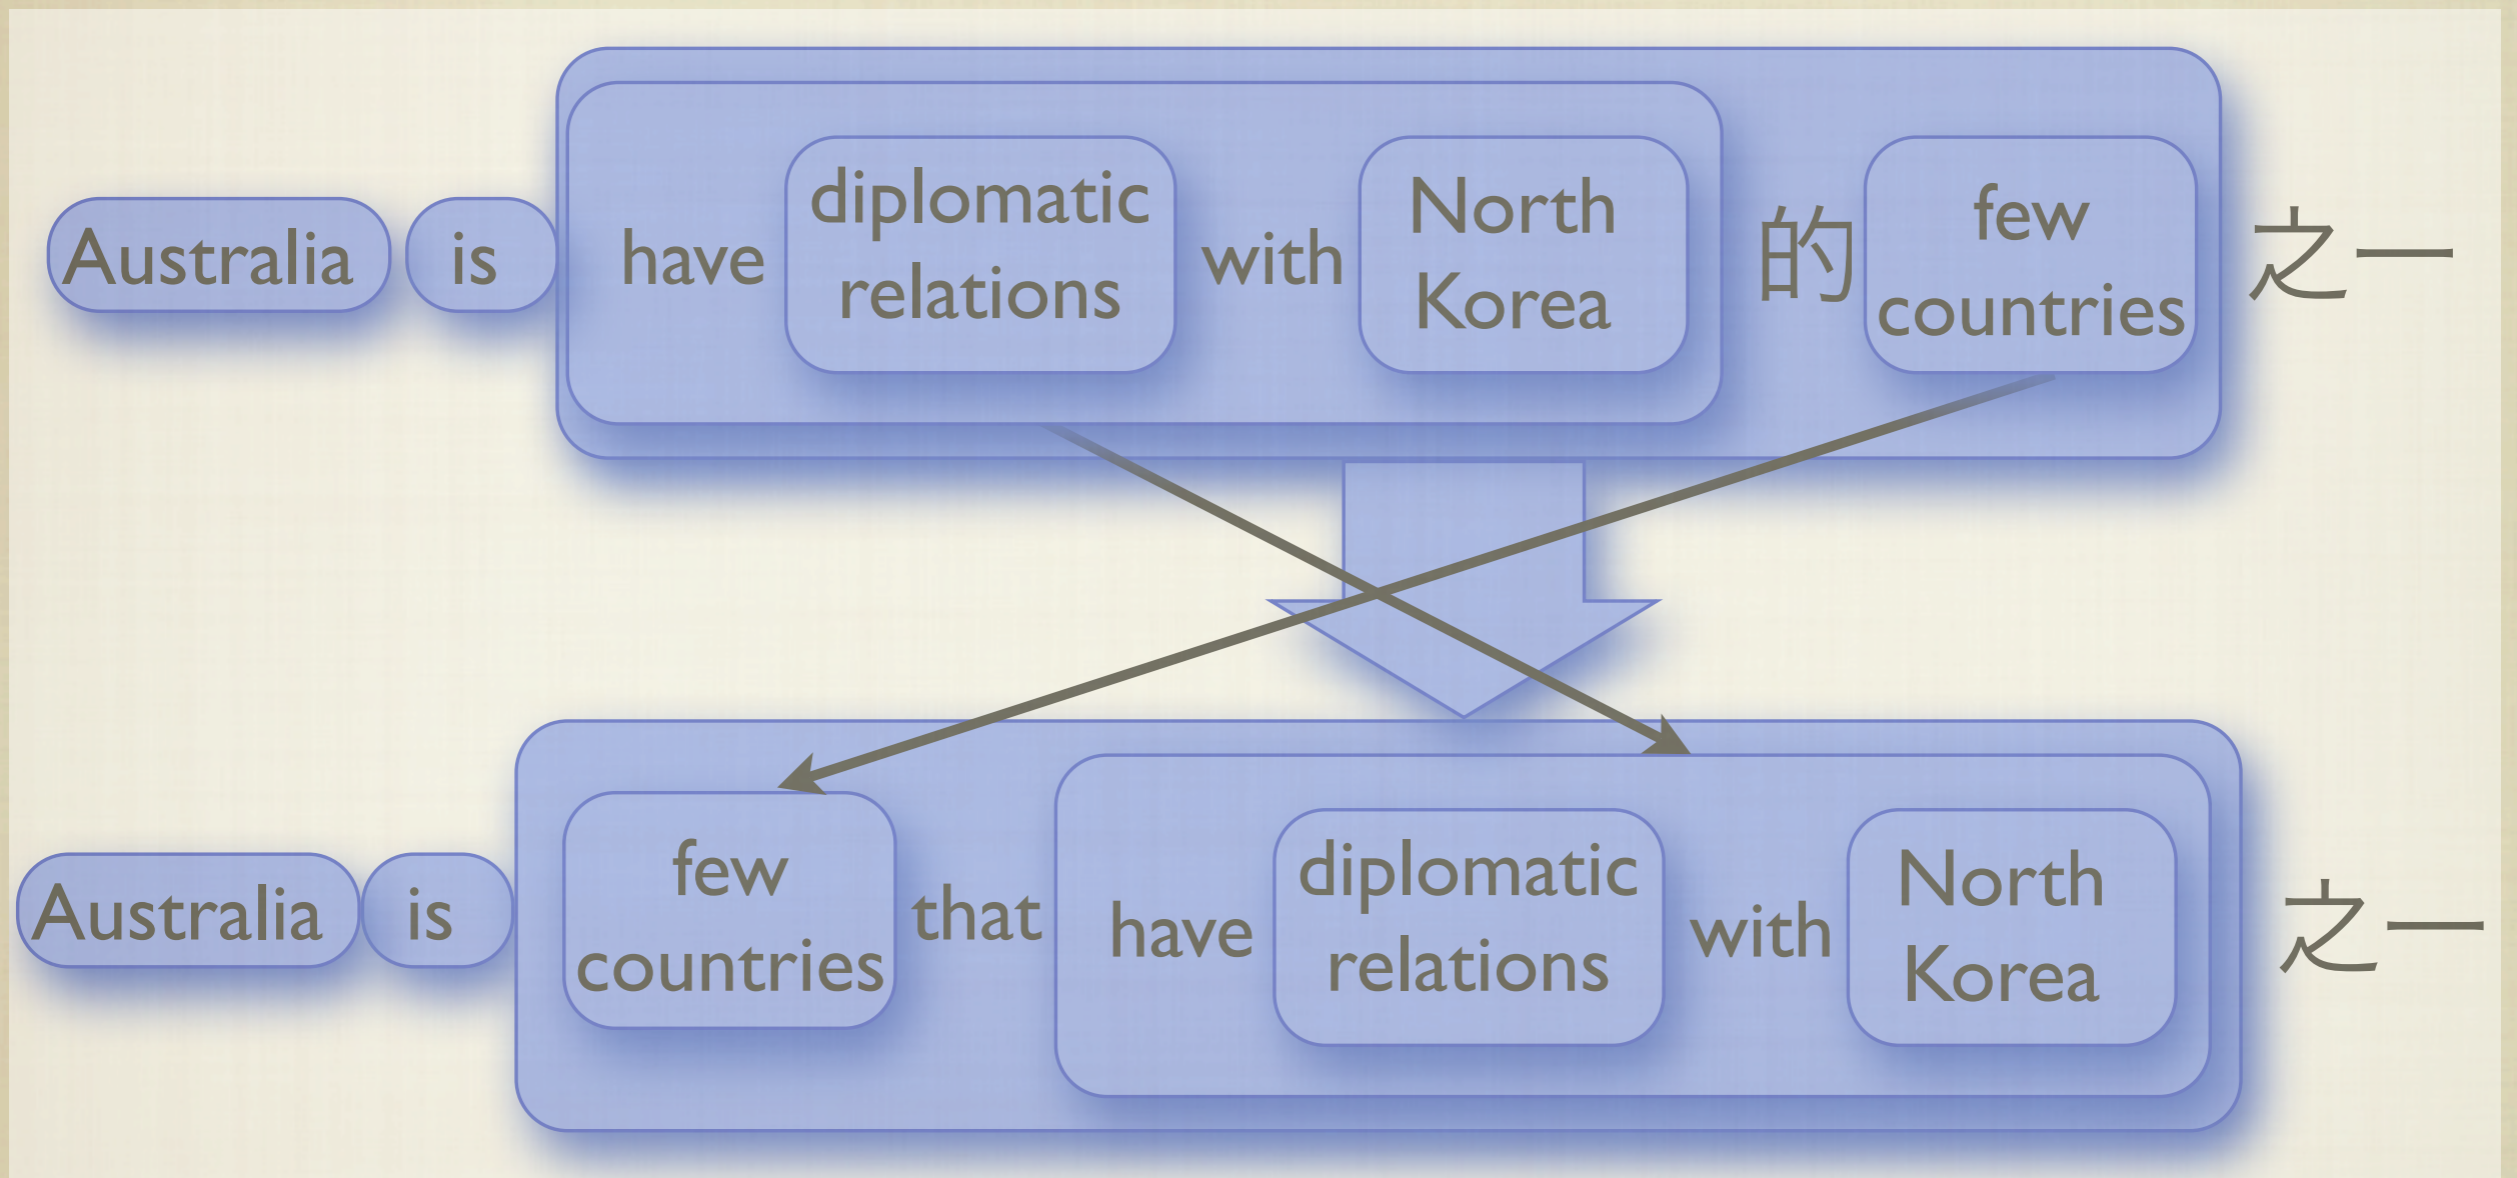 Australia is have diplomatic relations with North Korea 的 few countries 之一
Australia is few countries that have diplomatic relations with North Korea 之一